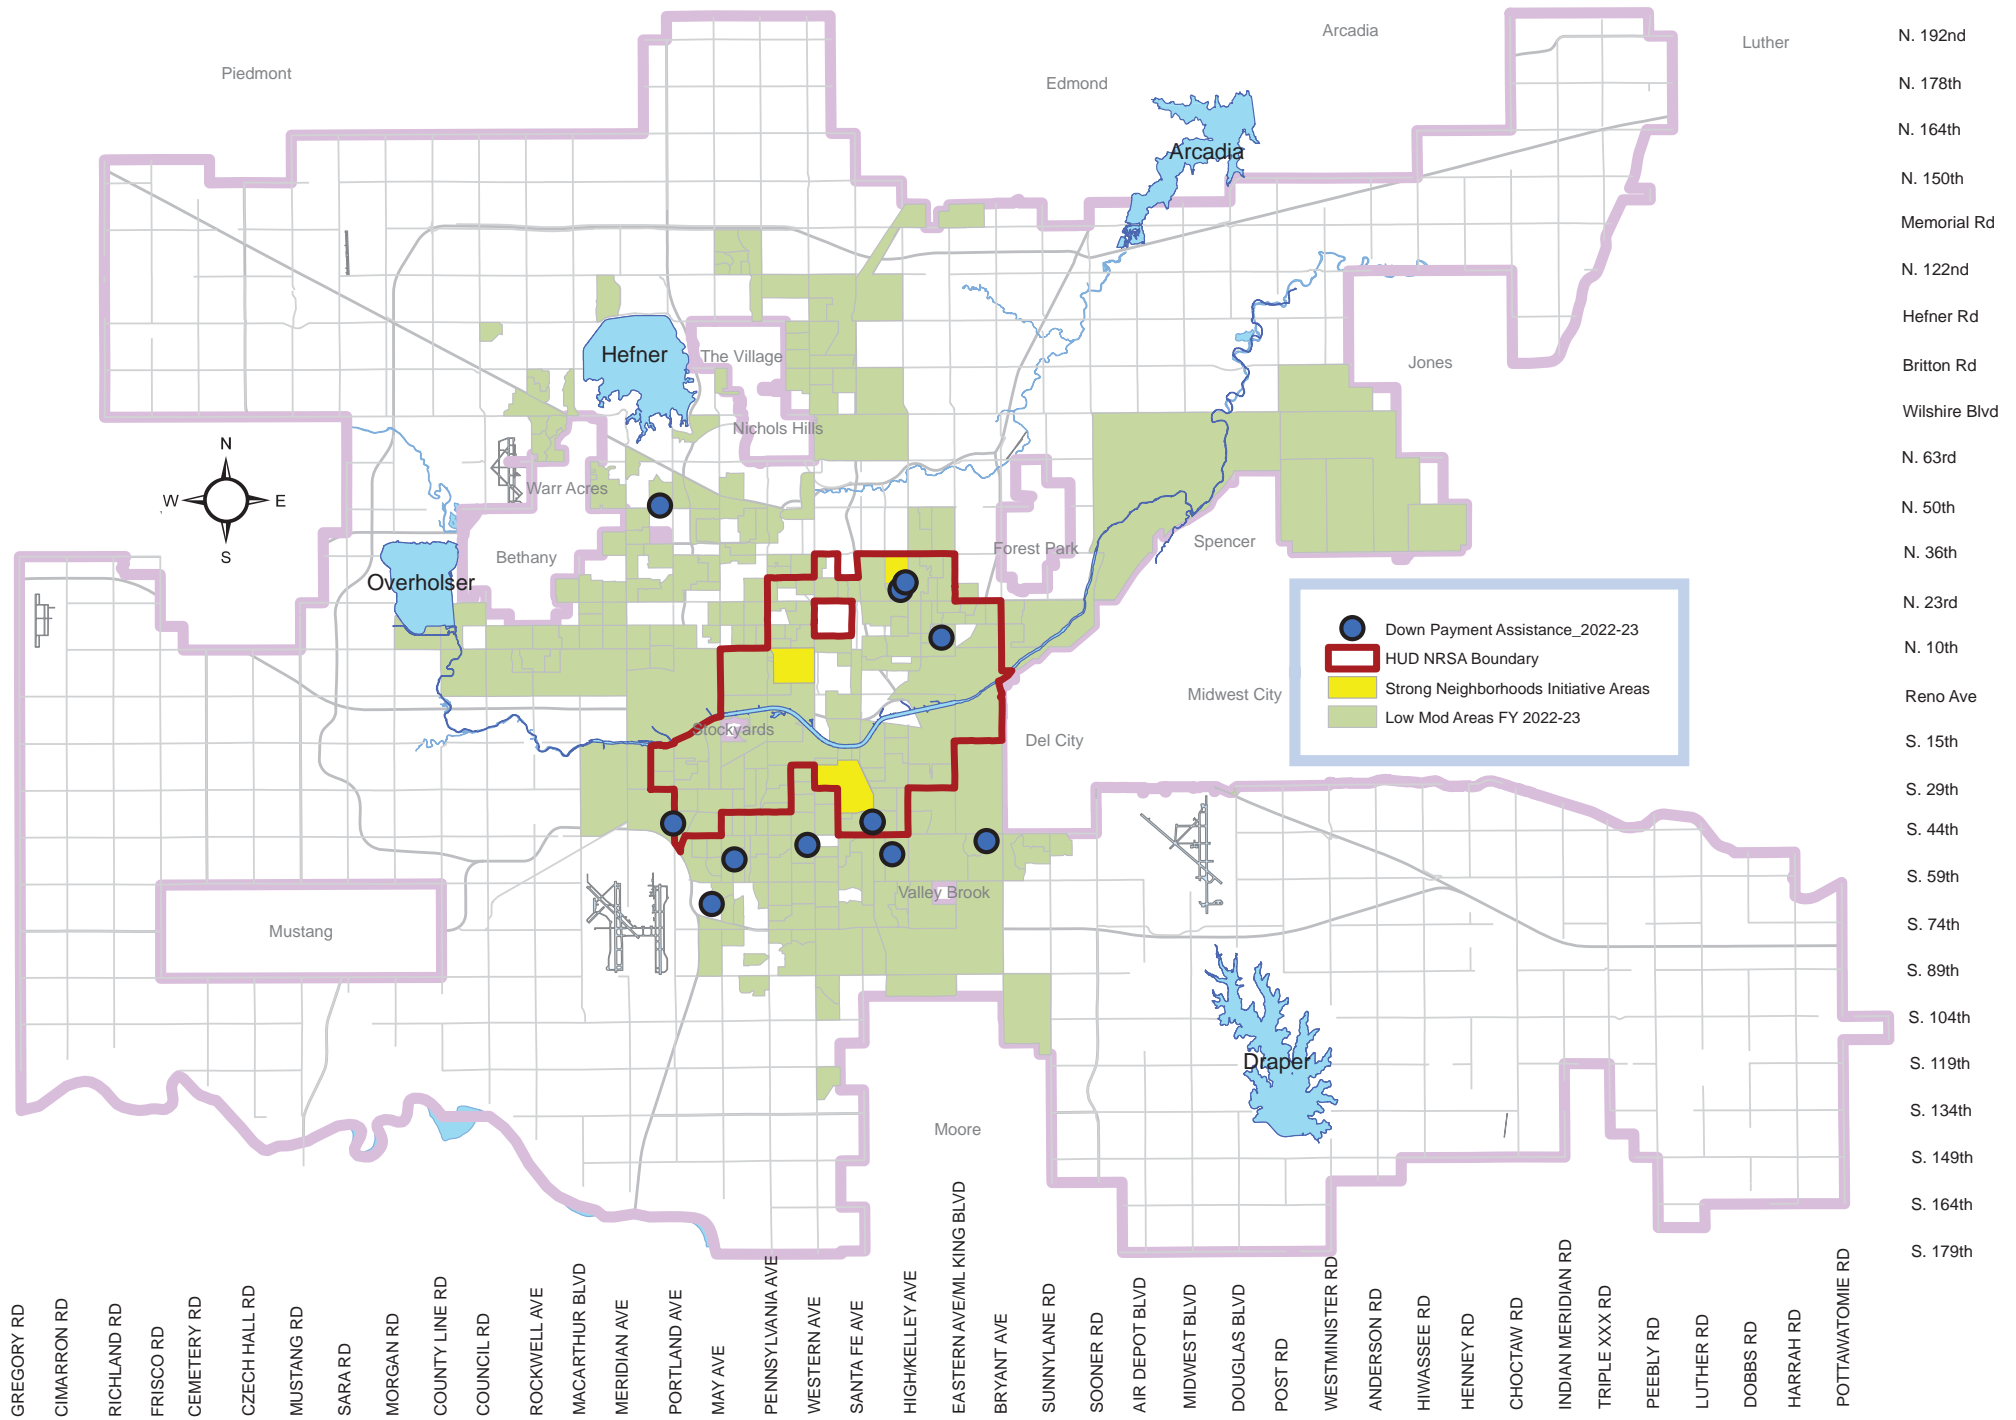 Arcadia
N. 192nd
Luther
Piedmont
Edmond
N. 178th
N. 164th
Arcadia
N. 150th
Memorial Rd
N. 122nd
Hefner Rd
Hefner
The Village
Jones
Britton Rd
Wilshire Blvd
Nichols Hills
N
N. 63rd
Warr Acres
W
E
N. 50th
S
Bethany
Forest Park
Spencer
N. 36th
Overholser
N. 23rd
Down Payment Assistance_2022-23
HUD NRSA Boundary
Strong Neighborhoods Initiative Areas
Low Mod Areas FY 2022-23
N. 10th
Midwest City
Reno Ave
Stockyards
Del City
S. 15th
S. 29th
S. 44th
S. 59th
Valley Brook
Mustang
S. 74th
S. 89th
S. 104th
Draper
S. 119th
S. 134th
Moore
S. 149th
S. 164th
S. 179th
GREGORY RD
CIMARRON RD
RICHLAND RD
FRISCO RD
CEMETERY RD
CZECH HALL RD
MUSTANG RD
SARA RD
MORGAN RD
COUNTY LINE RD
COUNCIL RD
ROCKWELL AVE
MACARTHUR BLVD
MERIDIAN AVE
PORTLAND AVE
MAY AVE
PENNSYLVANIA AVE
WESTERN AVE
SANTA FE AVE
HIGH/KELLEY AVE
EASTERN AVE/ML KING BLVD
BRYANT AVE
SUNNYLANE RD
SOONER RD
AIR DEPOT BLVD
MIDWEST BLVD
DOUGLAS BLVD
POST RD
WESTMINISTER RD
ANDERSON RD
HIWASSEE RD
HENNEY RD
CHOCTAW RD
INDIAN MERIDIAN RD
TRIPLE XXX RD
PEEBLY RD
LUTHER RD
DOBBS RD
HARRAH RD
POTTAWATOMIE RD